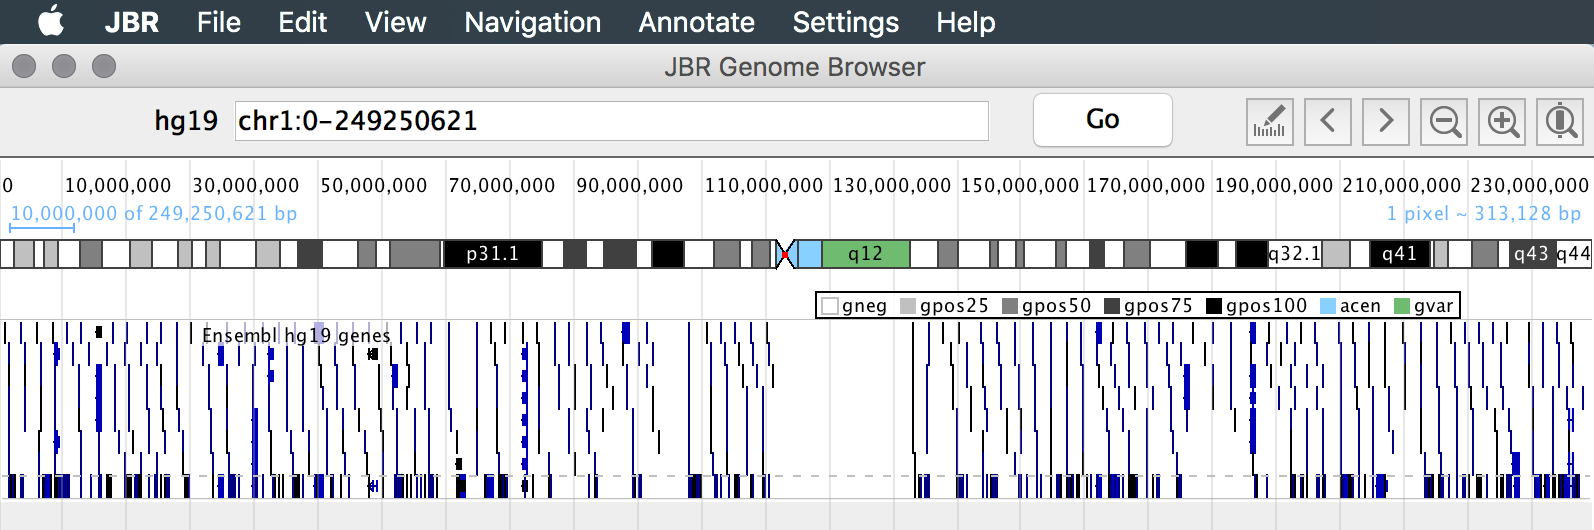 JBR File Edit View Navigation Annotate Settings Help
JBR Genome Browser
hg19 chr1:0-249250621 Go
0 10,000,000 30,000,000 50,000,000 70,000,000 90,000,000 110,000,000 130,000,000 150,000,000 170,000,000 190,000,000 210,000,000 230,000,000
10,000,000 of 249,250,621 bp 1 pixel ~ 313,128 bp
p31.1 q12 q32.1 q41 q43 q44
gneg gpos25 gpos50 gpos75 gpos100 acen gvar
Ensembl hg19 genes